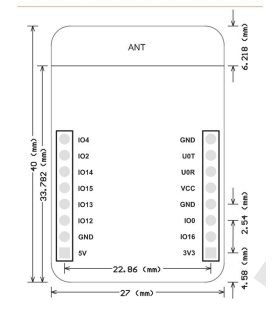 ANT
6.218 (mm)
40 (mm)
33.782 (mm)
IO4 GND
IO2 U0T
IO14 U0R
IO15 VCC
IO13 GND
IO12 IO0
GND IO16
5V 3V3
2.54 (mm)
22.86 (mm)
4.58 (mm)
27 (mm)